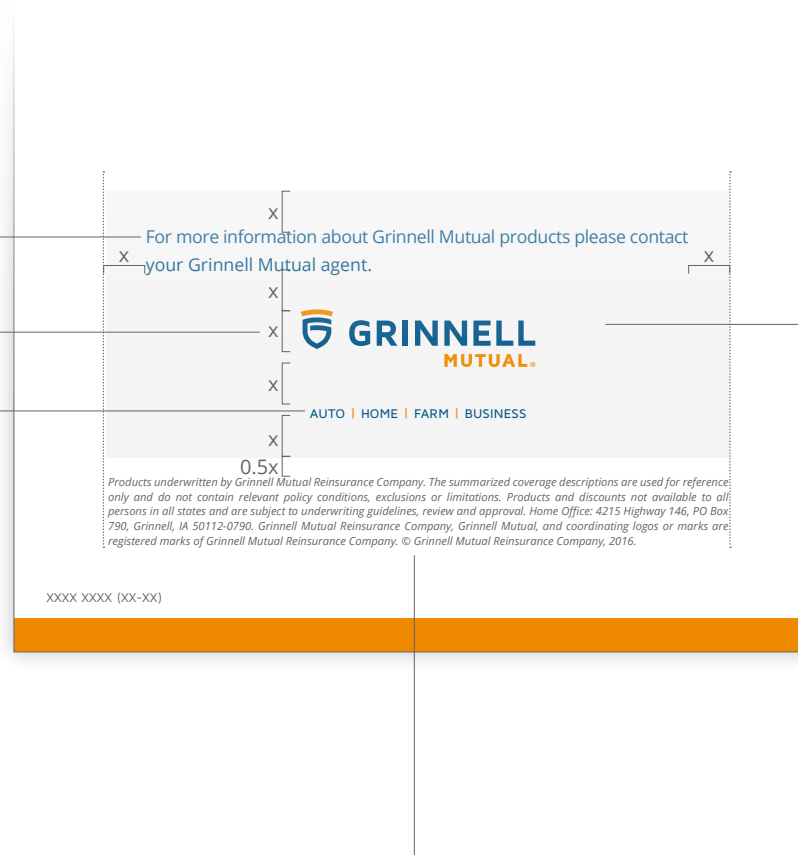 X
For more information about Grinnell Mutual products please contact
X
X
your Grinnell Mutual agent.
X
X
GRINNELL
MUTUAL®
X
AUTO | HOME | FARM | BUSINESS
X
0.5x
Products underwritten by Grinnell Mutual Reinsurance Company. The summarized coverage descriptions are used for reference
only and do not contain relevant policy conditions, exclusions or limitations. Products and discounts not available to all
persons in all states and are subject to underwriting guidelines, review and approval. Home Office: 4215 Highway 146, PO Box
790, Grinnell, IA 50112-0790. Grinnell Mutual Reinsurance Company, Grinnell Mutual, and coordinating logos or marks are
registered marks of Grinnell Mutual Reinsurance Company. © Grinnell Mutual Reinsurance Company, 2016.
XXXX XXXX (XX-XX)